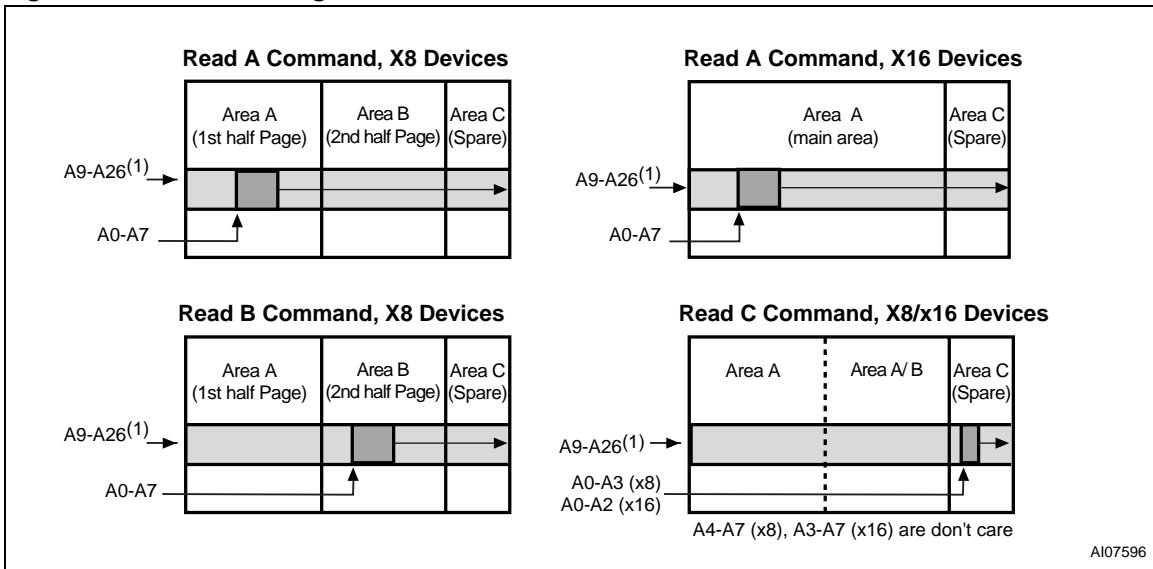 Read A Command, X8 Devices
Area A
(1st half Page)
Area B
(2nd half Page)
Area C
(Spare)
A9-A26(1)
A0-A7
Read A Command, X16 Devices
Area A
(main area)
Area C
(Spare)
A9-A26(1)
A0-A7
Read B Command, X8 Devices
Area A
(1st half Page)
Area B
(2nd half Page)
Area C
(Spare)
A9-A26(1)
A0-A7
Read C Command, X8/x16 Devices
Area A
Area A/ B
Area C
(Spare)
A9-A26(1)
A0-A3 (x8)
A0-A2 (x16)
A4-A7 (x8), A3-A7 (x16) are don't care
AI07596